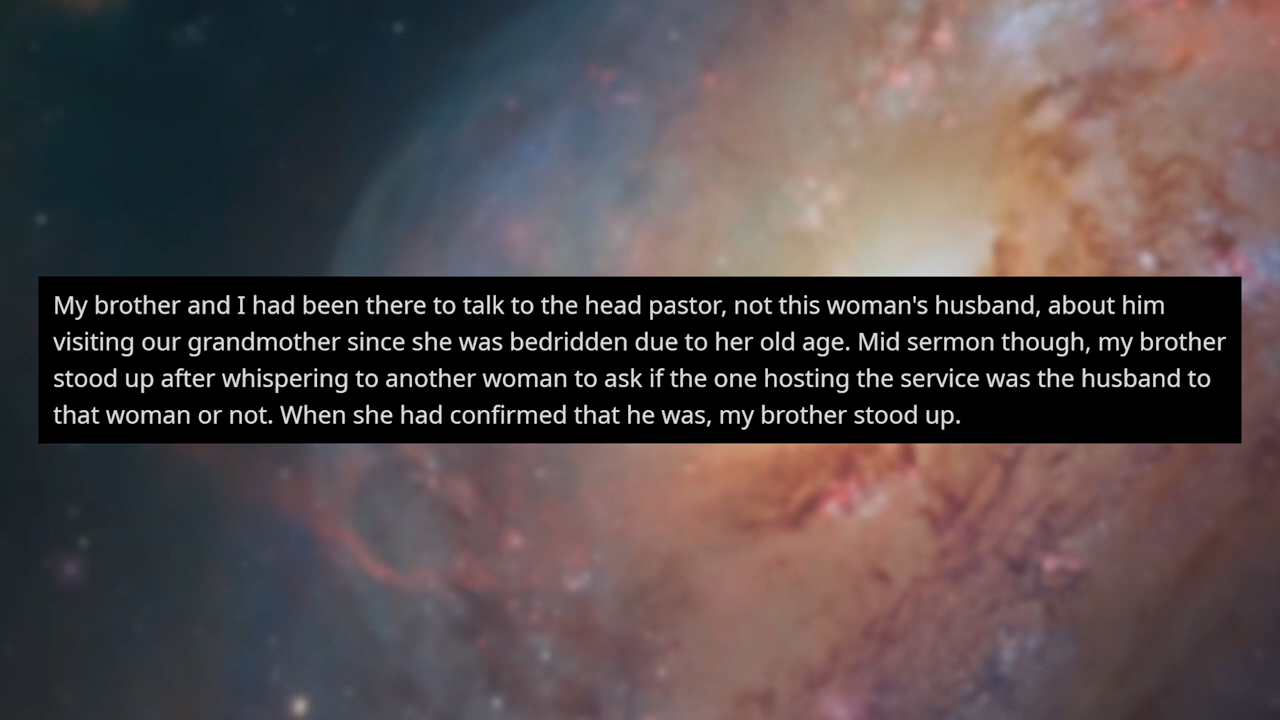 My brother and I had been there to talk to the head pastor, not this woman's husband, about him
visiting our grandmother since she was bedridden due to her old age. Mid sermon though, my brother
stood up after whispering to another woman to ask if the one hosting the service was the husband to
that woman or not. When she had confirmed that he was, my brother stood up.